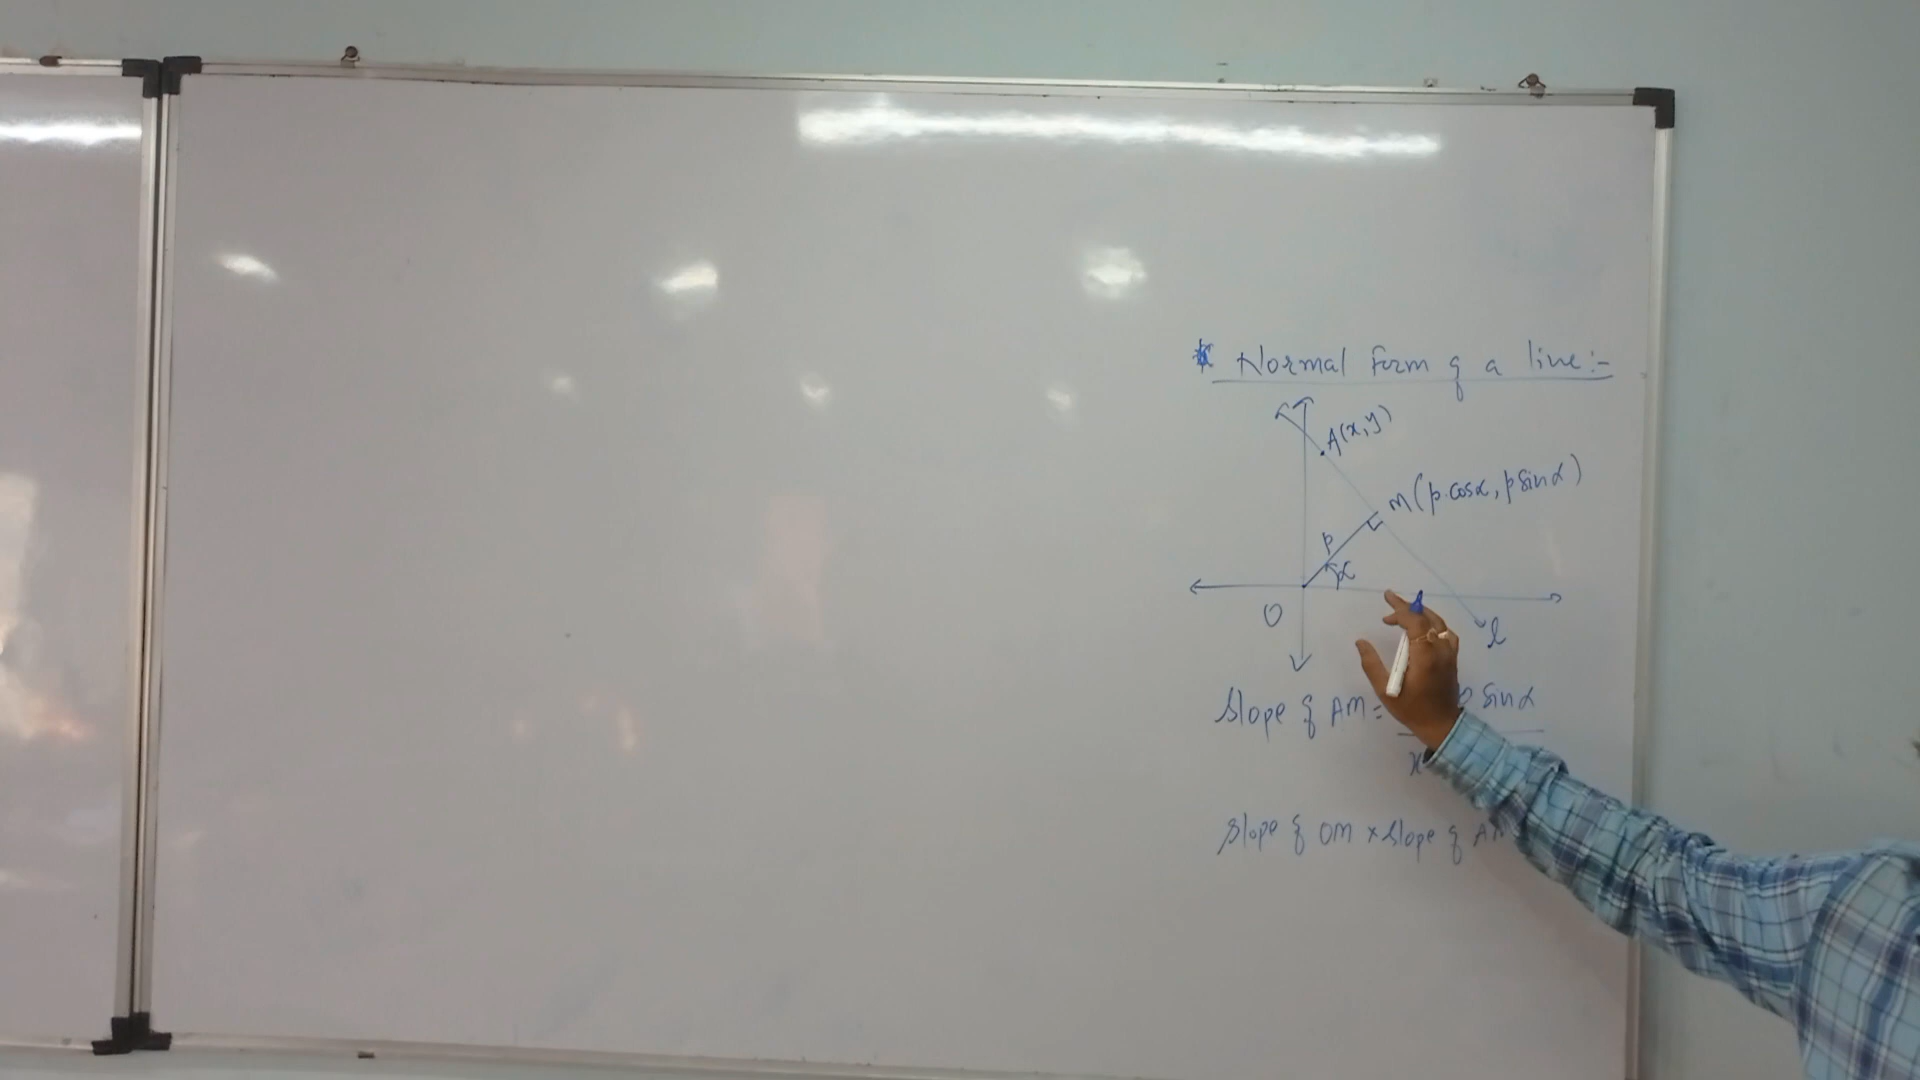 * Normal Form of a line:-
A(x,y)
M(p.cosα, p sinα)
p
α
O
l
Slope of AM = p sinα
x
Slope of OM × Slope of AM